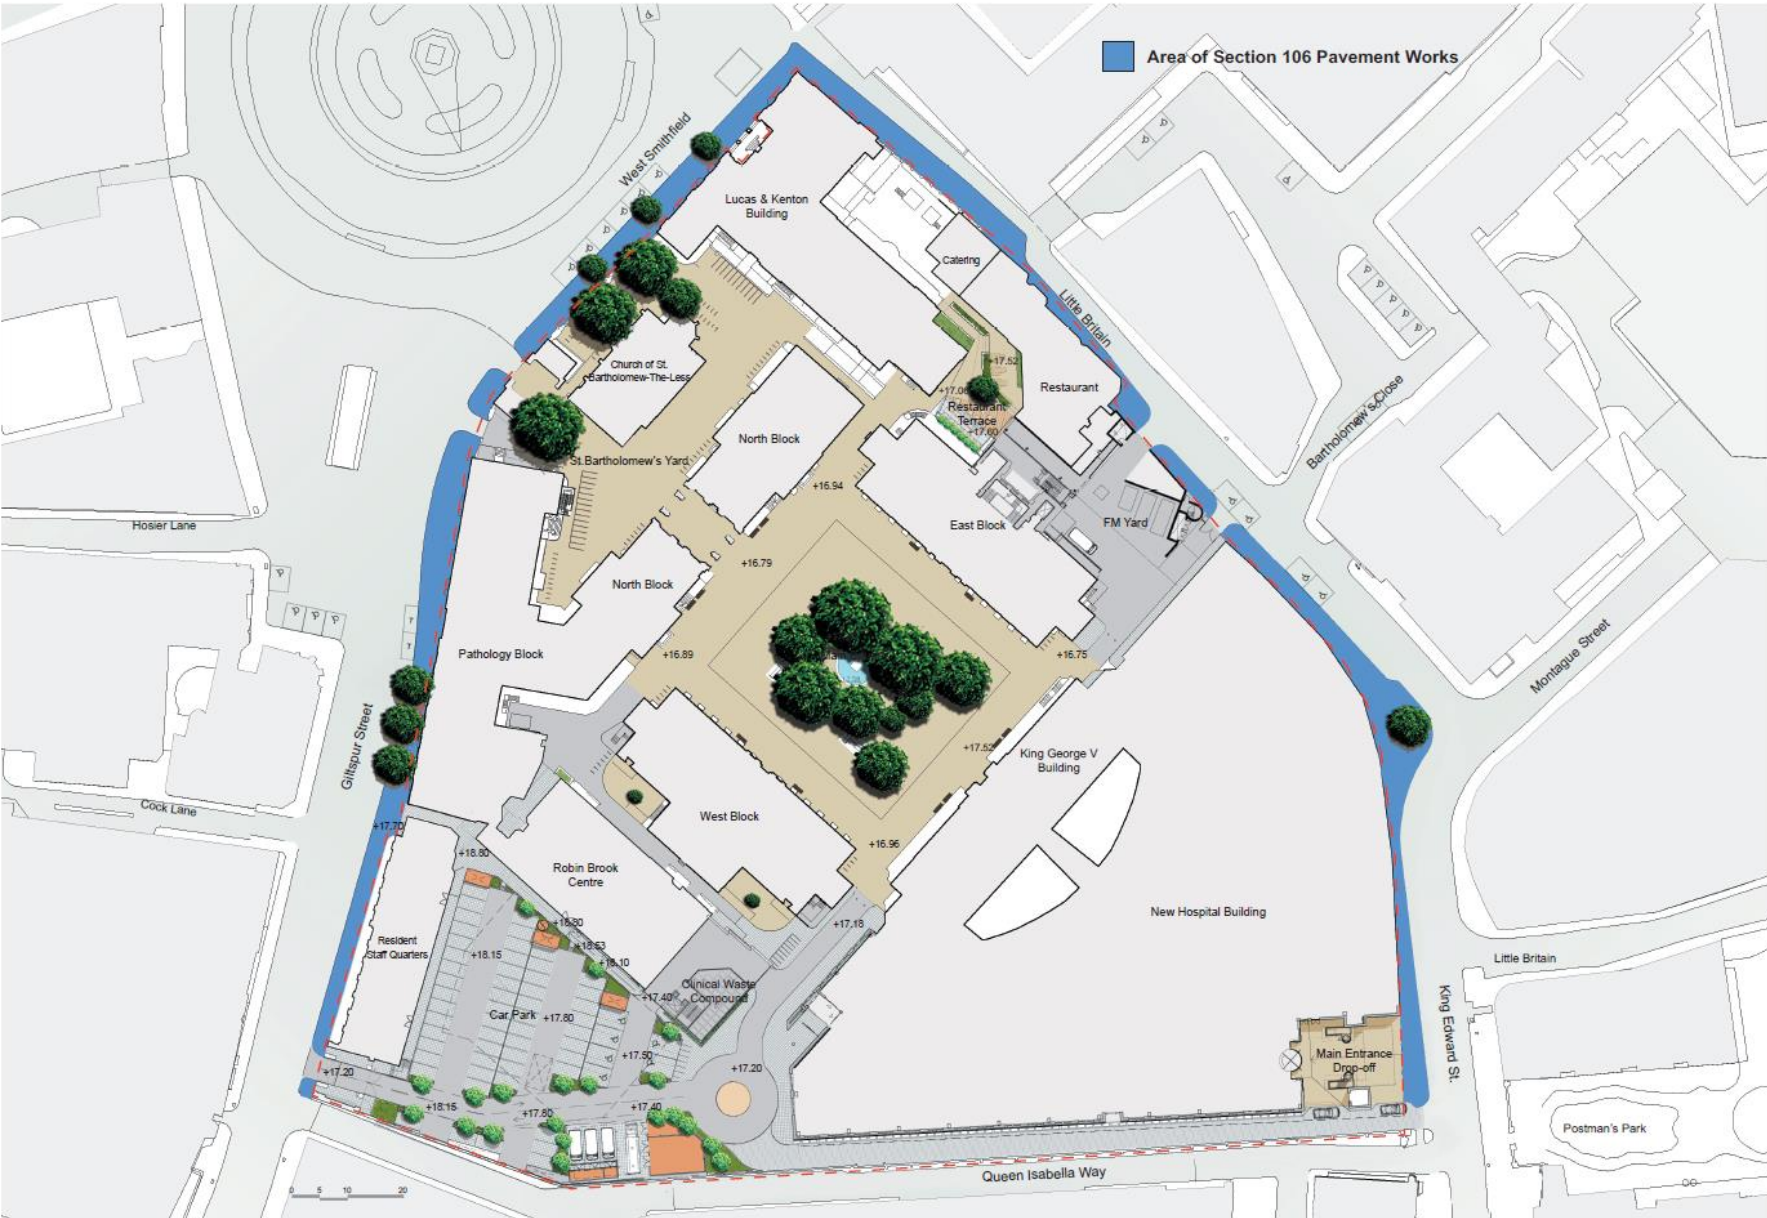 Area of Section 106 Pavement Works
West Smithfield
Lucas & Kenton
Building
Catering
Little Britain
Church of St.
Bartholomew-The-Less
+17.52
+17.06
Restaurant
Restaurant
Terrace
+17.60
Bartholomew's Close
North Block
St.Bartholomew's Yard
+16.94
Hosier Lane
East Block
FM Yard
+16.79
North Block
Pathology Block
+16.89
+16.75
Montague Street
Giltspur Street
+17.52
King George V
Building
Cock Lane
+17.70
West Block
+16.96
+18.80
Robin Brook
Centre
New Hospital Building
+17.18
Resident
Staff Quarters
+18.15
+18.53
Clinical Waste
Compound
+17.40
Little Britain
Car Park
+17.80
King Edward St.
+17.50
Main Entrance
Drop-off
+17.20
+17.20
+18.15
+17.80
+17.40
Postman's Park
Queen Isabella Way
0 5 10 20